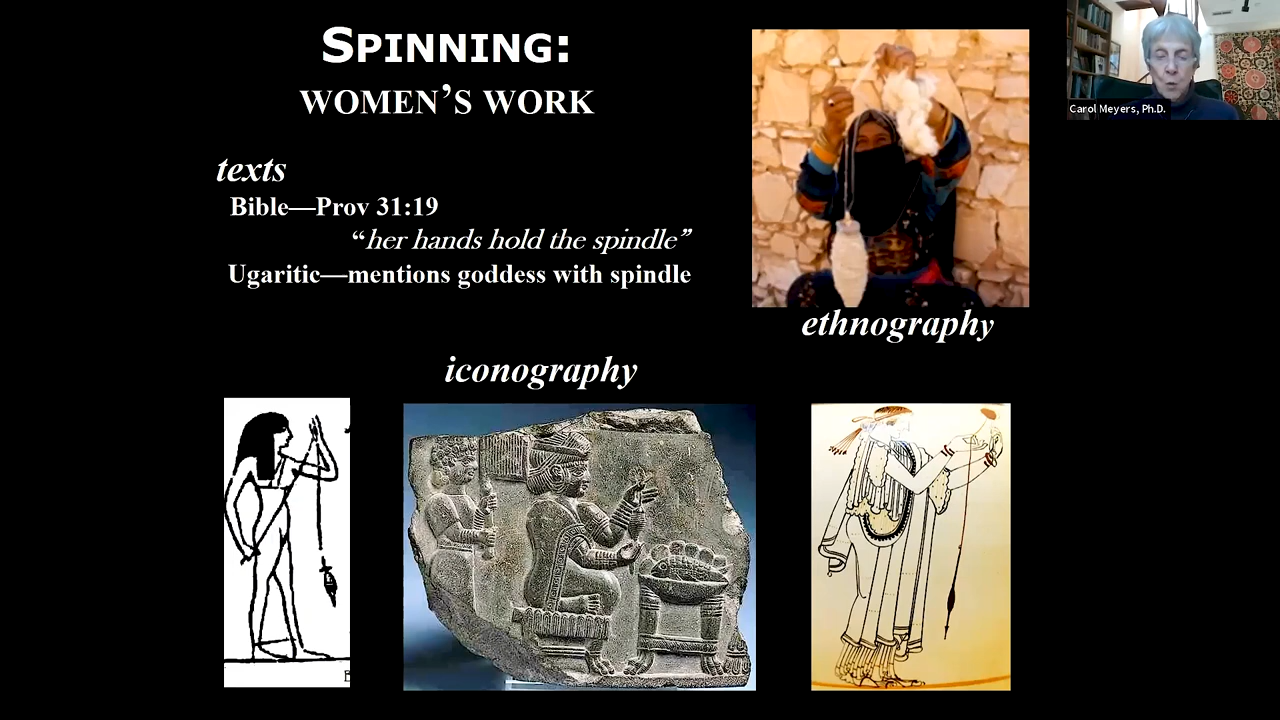 SPINNING:
WOMEN'S WORK
texts
Bible—Prov 31:19
“her hands hold the spindle”
Ugaritic—mentions goddess with spindle
ethnography
iconography
Carol Meyers, Ph.D.